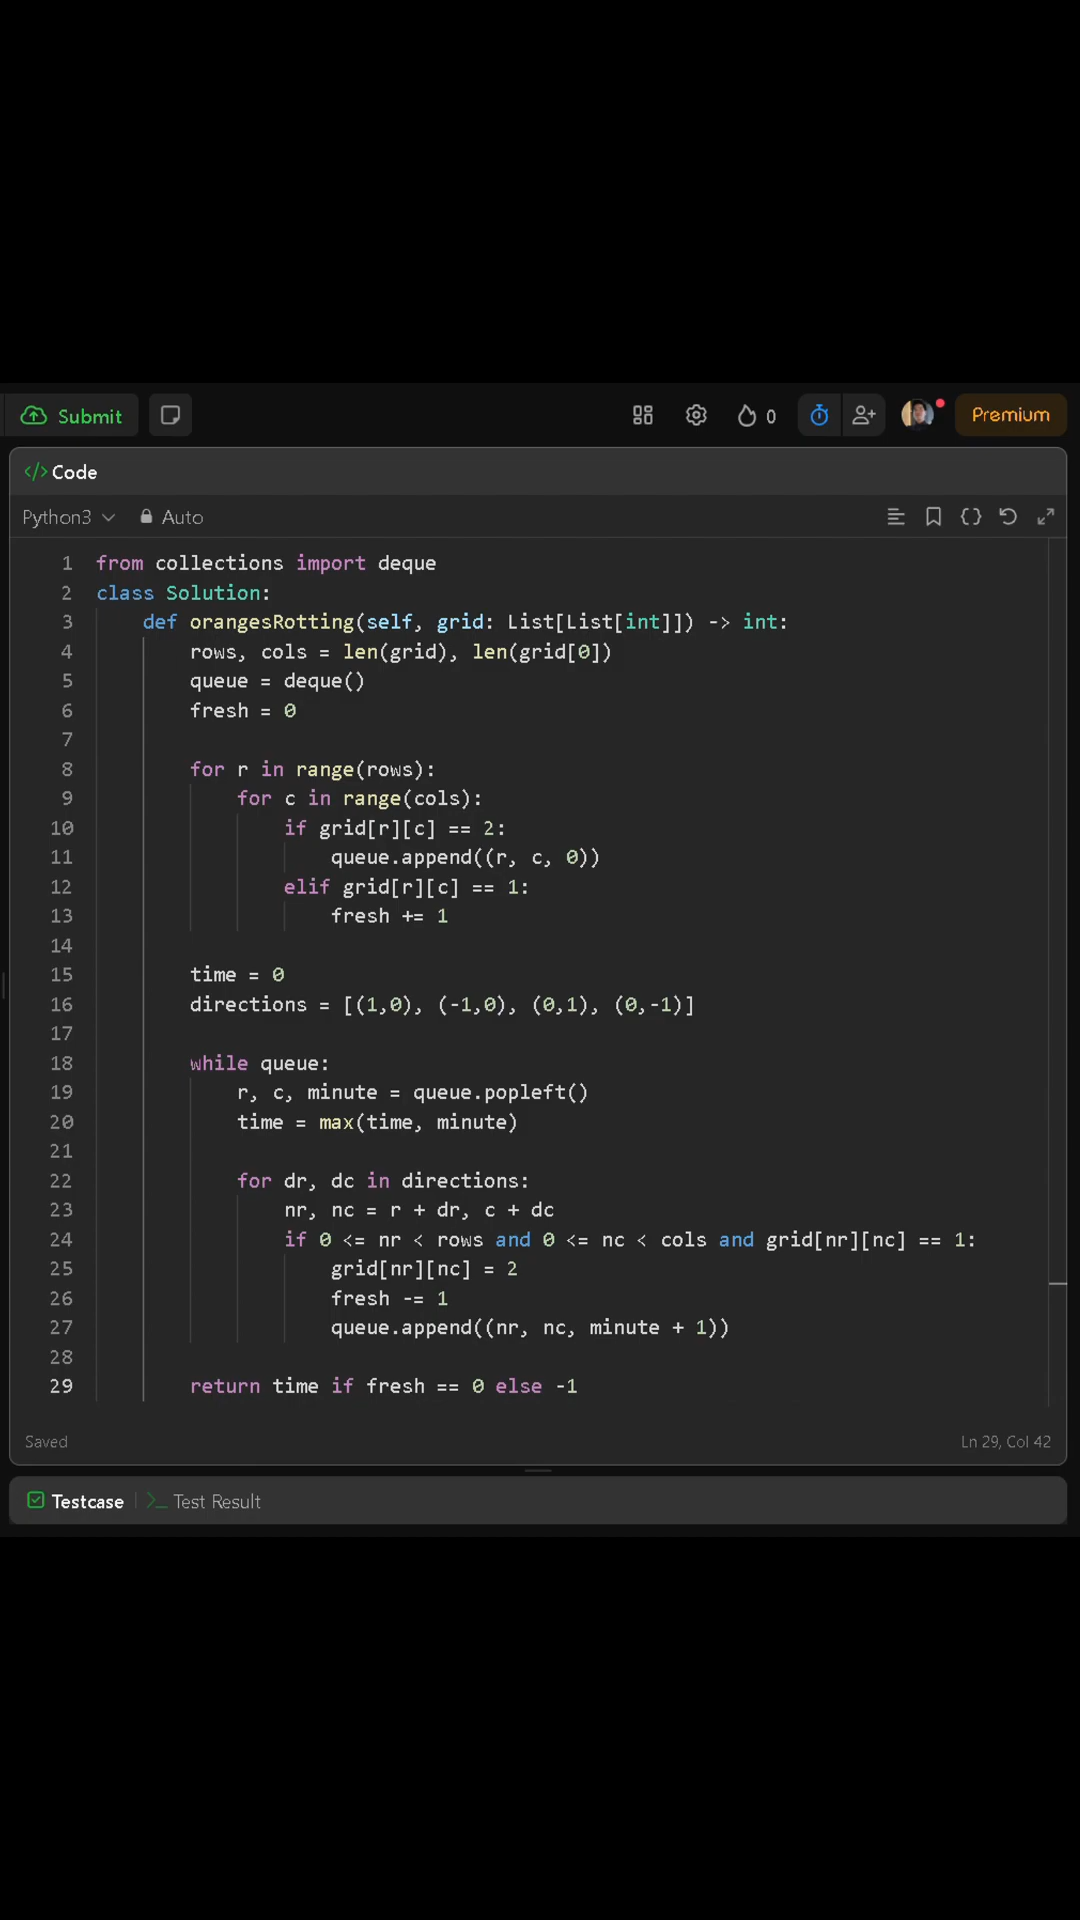 Submit
0
Premium
</> Code
Python3 Auto
1 from collections import deque
2 class Solution:
3     def orangesRotting(self, grid: List[List[int]]) -> int:
4         rows, cols = len(grid), len(grid[0])
5         queue = deque()
6         fresh = 0
7
8         for r in range(rows):
9             for c in range(cols):
10                 if grid[r][c] == 2:
11                     queue.append((r, c, 0))
12                 elif grid[r][c] == 1:
13                     fresh += 1
14
15         time = 0
16         directions = [(1,0), (-1,0), (0,1), (0,-1)]
17
18         while queue:
19             r, c, minute = queue.popleft()
20             time = max(time, minute)
21
22             for dr, dc in directions:
23                 nr, nc = r + dr, c + dc
24                 if 0 <= nr < rows and 0 <= nc < cols and grid[nr][nc] == 1:
25                     grid[nr][nc] = 2
26                     fresh -= 1
27                     queue.append((nr, nc, minute + 1))
28
29         return time if fresh == 0 else -1
Saved
Ln 29, Col 42
Testcase
Test Result